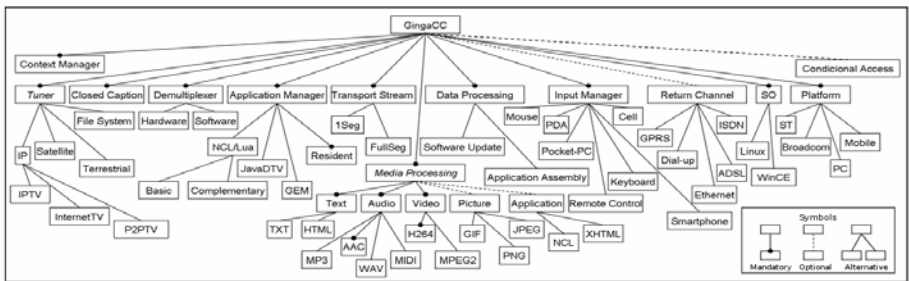 GingaCC
Context Manager
Condicional Access
Tuner
Closed Caption
Demultiplexer
Application Manager
Transport Stream
Data Processing
Input Manager
Return Channel
SO
Platform
File System
Hardware
Software
1Seg
Mouse
PDA
Cell
GPRS
ISDN
ST
IP
Satellite
Terrestrial
NCL/Lua
JavaDTV
Resident
FullSeg
Software Update
Pocket-PC
Dial-up
ADSL
Linux
WinCE
Broadcom
Mobile
PC
IPTV
InternetTV
P2PTV
Basic
Complementary
GEM
Media Processing
Application Assembly
Keyboard
Ethernet
Smartphone
Text
Audio
Video
Picture
Application
Remote Control
TXT
HTML
MP3
AAC
WAV
MIDI
H264
MPEG2
GIF
PNG
JPEG
NCL
XHTML
Symbols
Mandatory
Optional
Alternative